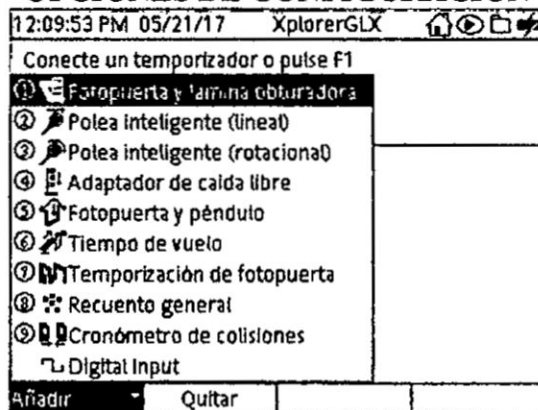 12:09:53 PM 05/21/17 XplorerGLX
Conecte un temporizador o pulse F1
① Fotopuerta y lamina obturadora
② Polea inteligente (lineal)
③ Polea inteligente (rotacional)
④ Adaptador de caida libre
⑤ Fotopuerta y péndulo
⑥ Tiempo de vuelo
⑦ Temporización de fotopuerta
⑧ Recuento general
⑨ Cronómetro de colisiones
Digital Input
Añadir Quitar